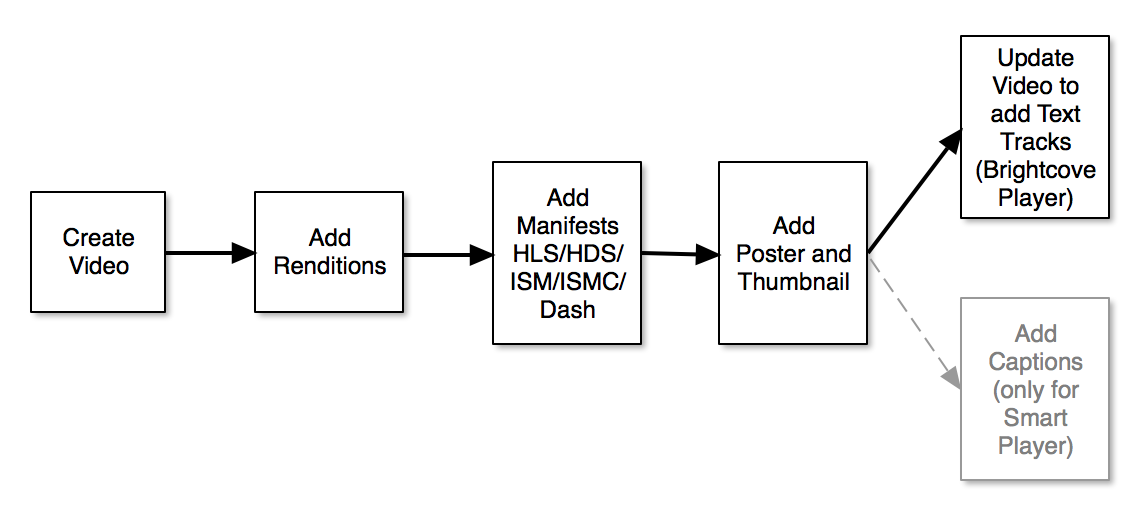 Create
Video
Add
Renditions
Add
Manifests
HLS/HDS/
ISM/ISMC/
Dash
Add
Poster and
Thumbnail
Update
Video to
add Text
Tracks
(Brightcove
Player)
Add
Captions
(only for
Smart
Player)